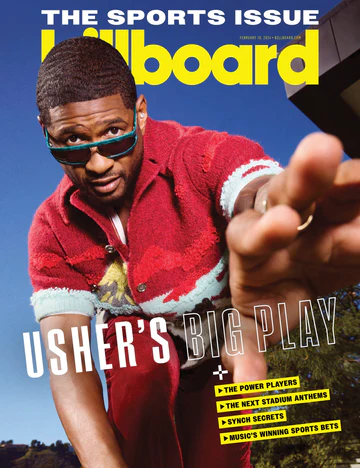 THE SPORTS ISSUE
billboard
FEBRUARY 10, 2024 • BILLBOARD.COM
USHER'S BIG PLAY
+
▶ THE POWER PLAYERS
▶ THE NEXT STADIUM ANTHEMS
▶ SYNCH SECRETS
▶ MUSIC'S WINNING SPORTS BETS